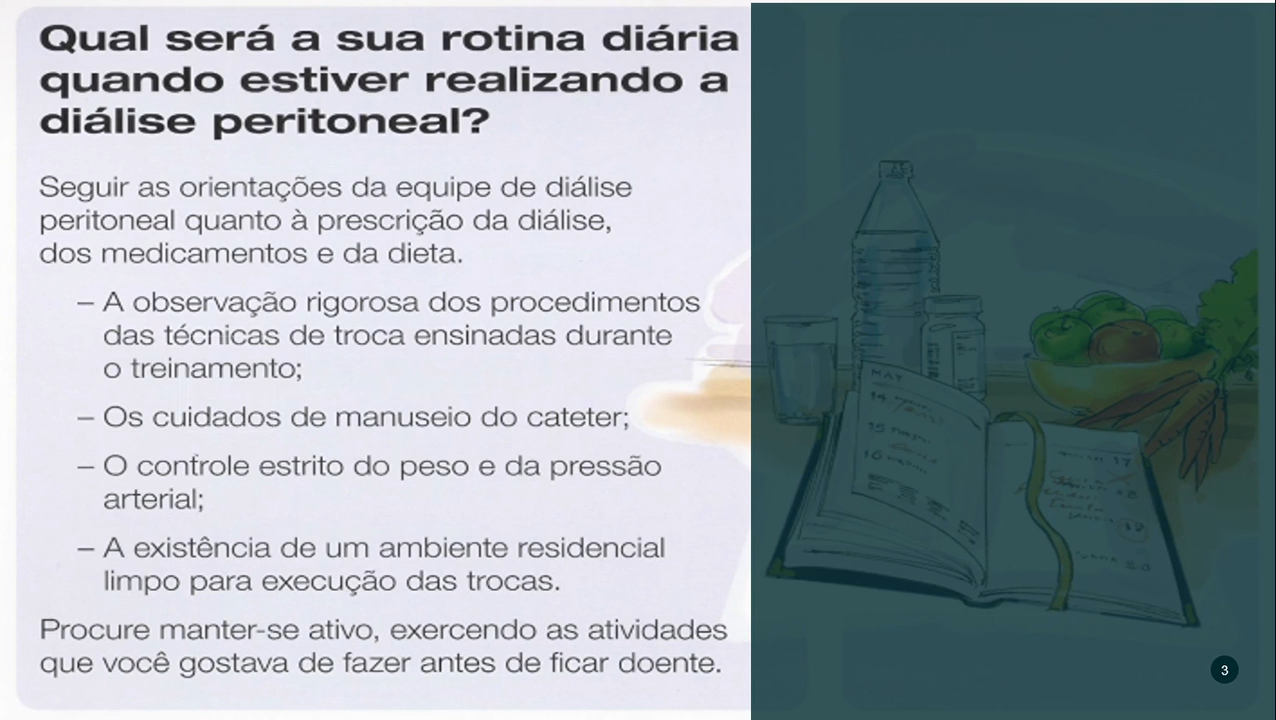 Qual será a sua rotina diária
quando estiver realizando a
diálise peritoneal?
Seguir as orientações da equipe de diálise
peritoneal quanto à prescrição da diálise,
dos medicamentos e da dieta.
– A observação rigorosa dos procedimentos
das técnicas de troca ensinadas durante
o treinamento;
– Os cuidados de manuseio do cateter;
– O controle estrito do peso e da pressão
arterial;
– A existência de um ambiente residencial
limpo para execução das trocas.
Procure manter-se ativo, exercendo as atividades
que você gostava de fazer antes de ficar doente.
MAY
14
15
16
17
3